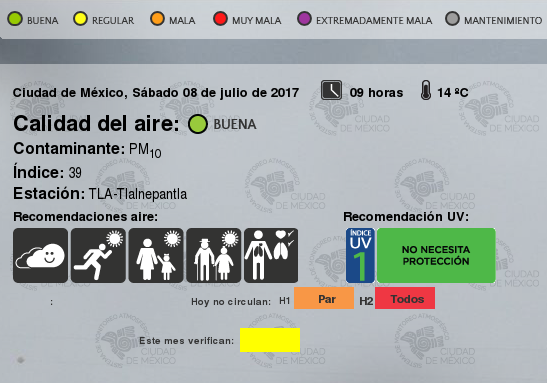 BUENA REGULAR MALA MUY MALA EXTREMADAMENTE MALA MANTENIMIENTO
Ciudad de México, Sábado 08 de julio de 2017 09 horas 14 ºC
Calidad del aire: BUENA
Contaminante: PM10
Índice: 39
Estación: TLA-Tlalnepantla
Recomendaciones aire: Recomendación UV:
ÍNDICE
UV
1
NO NECESITA
PROTECCIÓN
: Hoy no circulan: H1 Par H2 Todos
Este mes verifican:
CIUDAD
DE MÉXICO